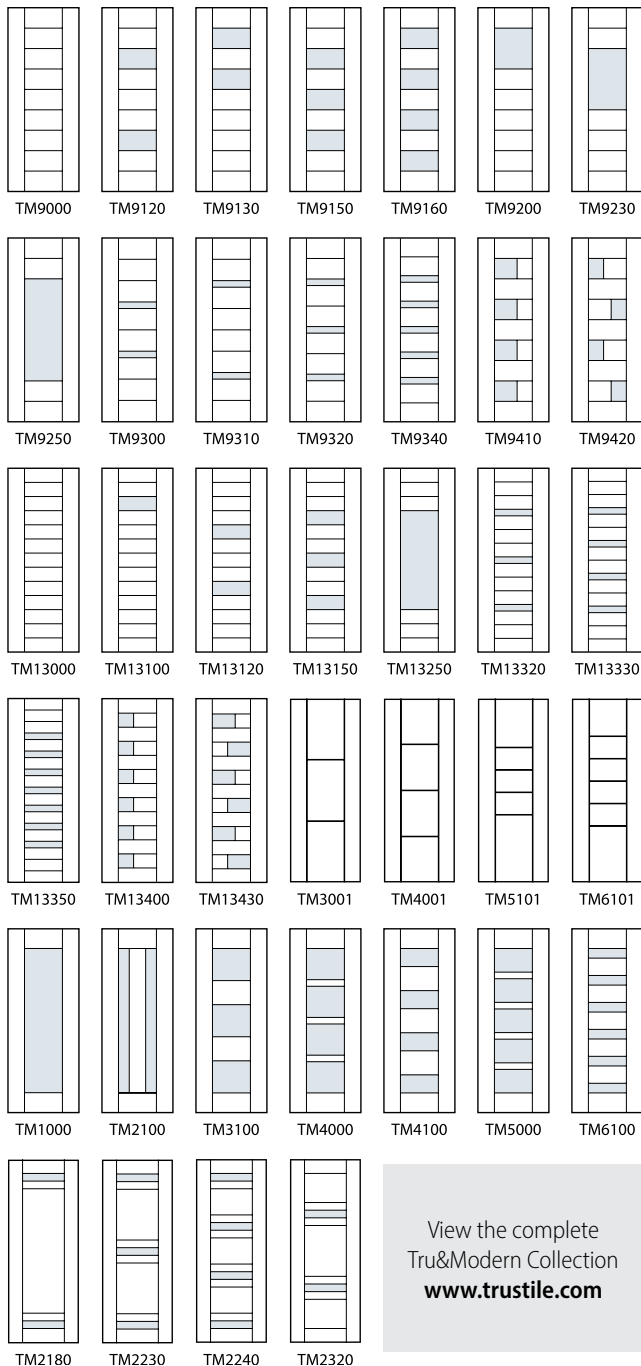 TM9000 TM9120 TM9130 TM9150 TM9160 TM9200 TM9230
TM9250 TM9300 TM9310 TM9320 TM9340 TM9410 TM9420
TM13000 TM13100 TM13120 TM13150 TM13250 TM13320 TM13330
TM13350 TM13400 TM13430 TM3001 TM4001 TM5101 TM6101
TM1000 TM2100 TM3100 TM4000 TM4100 TM5000 TM6100
TM2180 TM2230 TM2240 TM2320
View the complete
Tru&Modern Collection
www.trustile.com